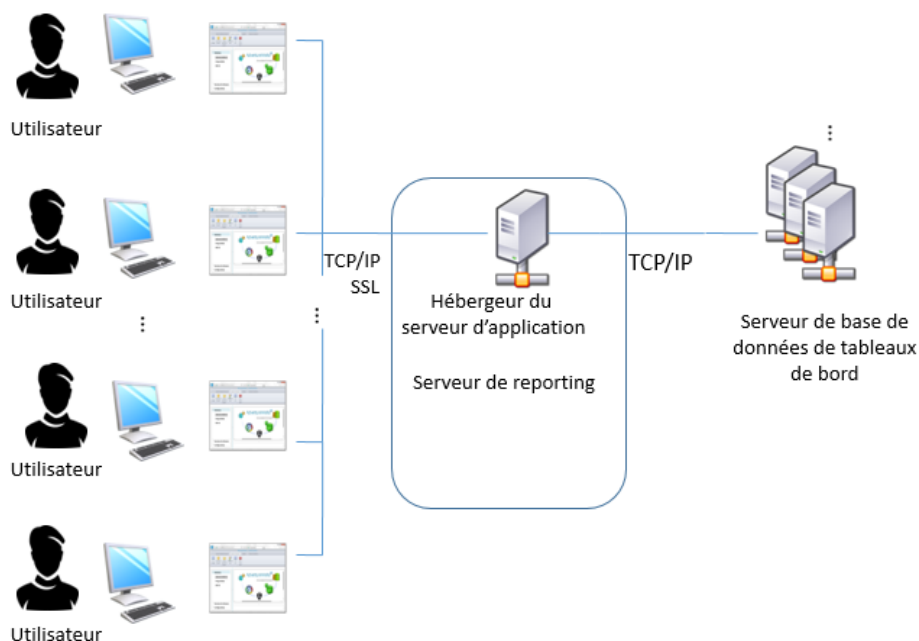 Utilisateur
Utilisateur
Utilisateur
Utilisateur
TCP/IP
SSL
Hébergeur du
serveur d’application
Serveur de reporting
TCP/IP
Serveur de base de
données de tableaux
de bord